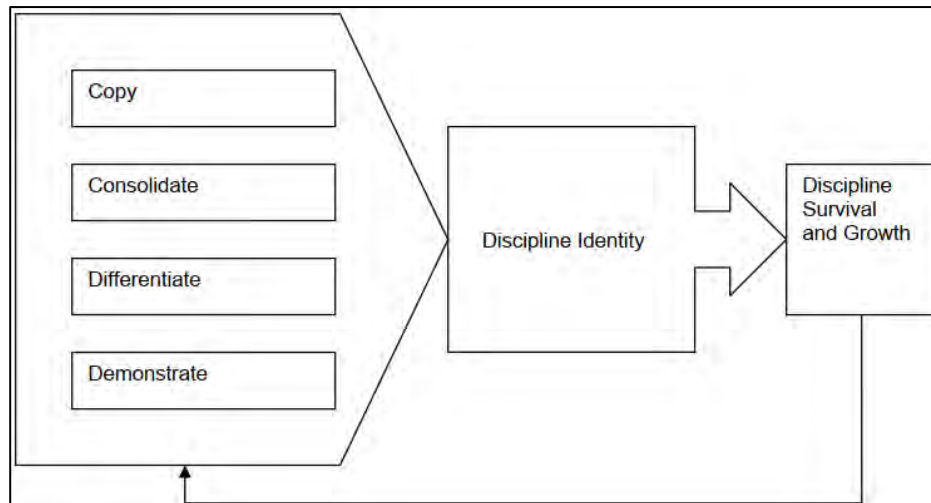 Copy
Consolidate
Differentiate
Demonstrate
Discipline Identity
Discipline
Survival
and Growth